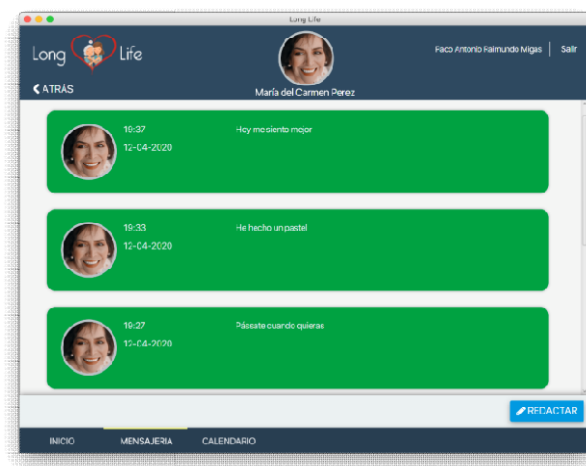 Long Life
Long Life
Paco Antonio Raimundo Migas
Salir
ATRÁS
María del Carmen Perez
19:37
Hoy me siento mejor
12-04-2020
19:33
He hecho un pastel
12-04-2020
19:27
Pássate cuando quieras
12-04-2020
REDACTAR
INICIO
MENSAJERIA
CALENDARIO